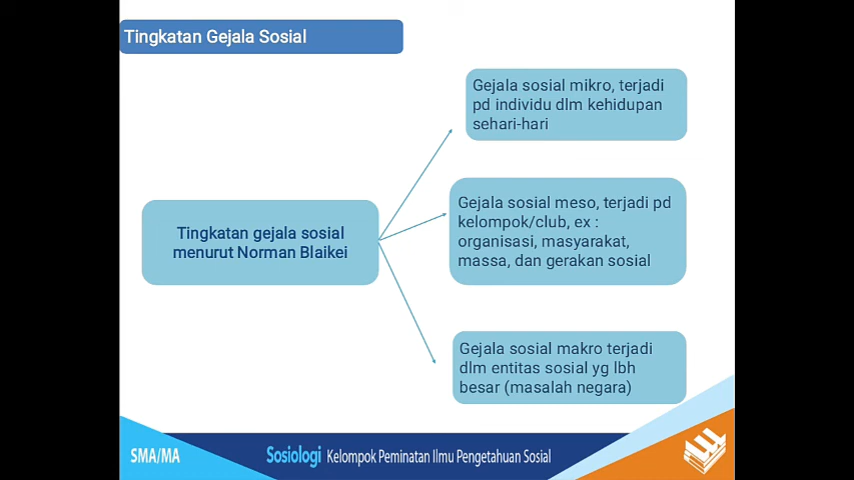 Tingkatan Gejala Sosial
Gejala sosial mikro, terjadi
pd individu dlm kehidupan
sehari-hari
Tingkatan gejala sosial
menurut Norman Blaikei
Gejala sosial meso, terjadi pd
kelompok/club, ex :
organisasi, masyarakat,
massa, dan gerakan sosial
Gejala sosial makro terjadi
dlm entitas sosial yg lbh
besar (masalah negara)
SMA/MA
Sosiologi Kelompok Peminatan Ilmu Pengetahuan Sosial